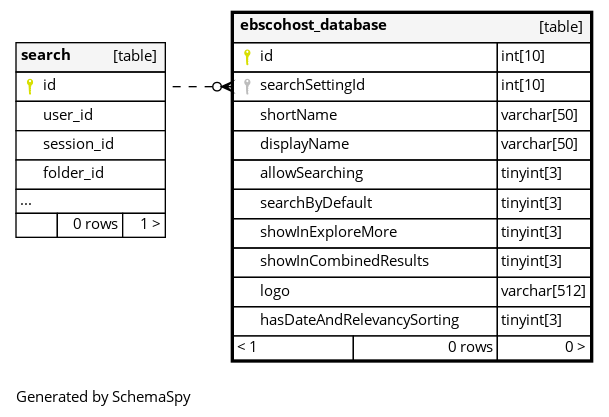 search [table]
id
user_id
session_id
folder_id
...
0 rows 1 >
ebscohost_database [table]
id int[10]
searchSettingId int[10]
shortName varchar[50]
displayName varchar[50]
allowSearching tinyint[3]
searchByDefault tinyint[3]
showInExploreMore tinyint[3]
showInCombinedResults tinyint[3]
logo varchar[512]
hasDateAndRelevancySorting tinyint[3]
< 1 0 rows 0 >
Generated by SchemaSpy